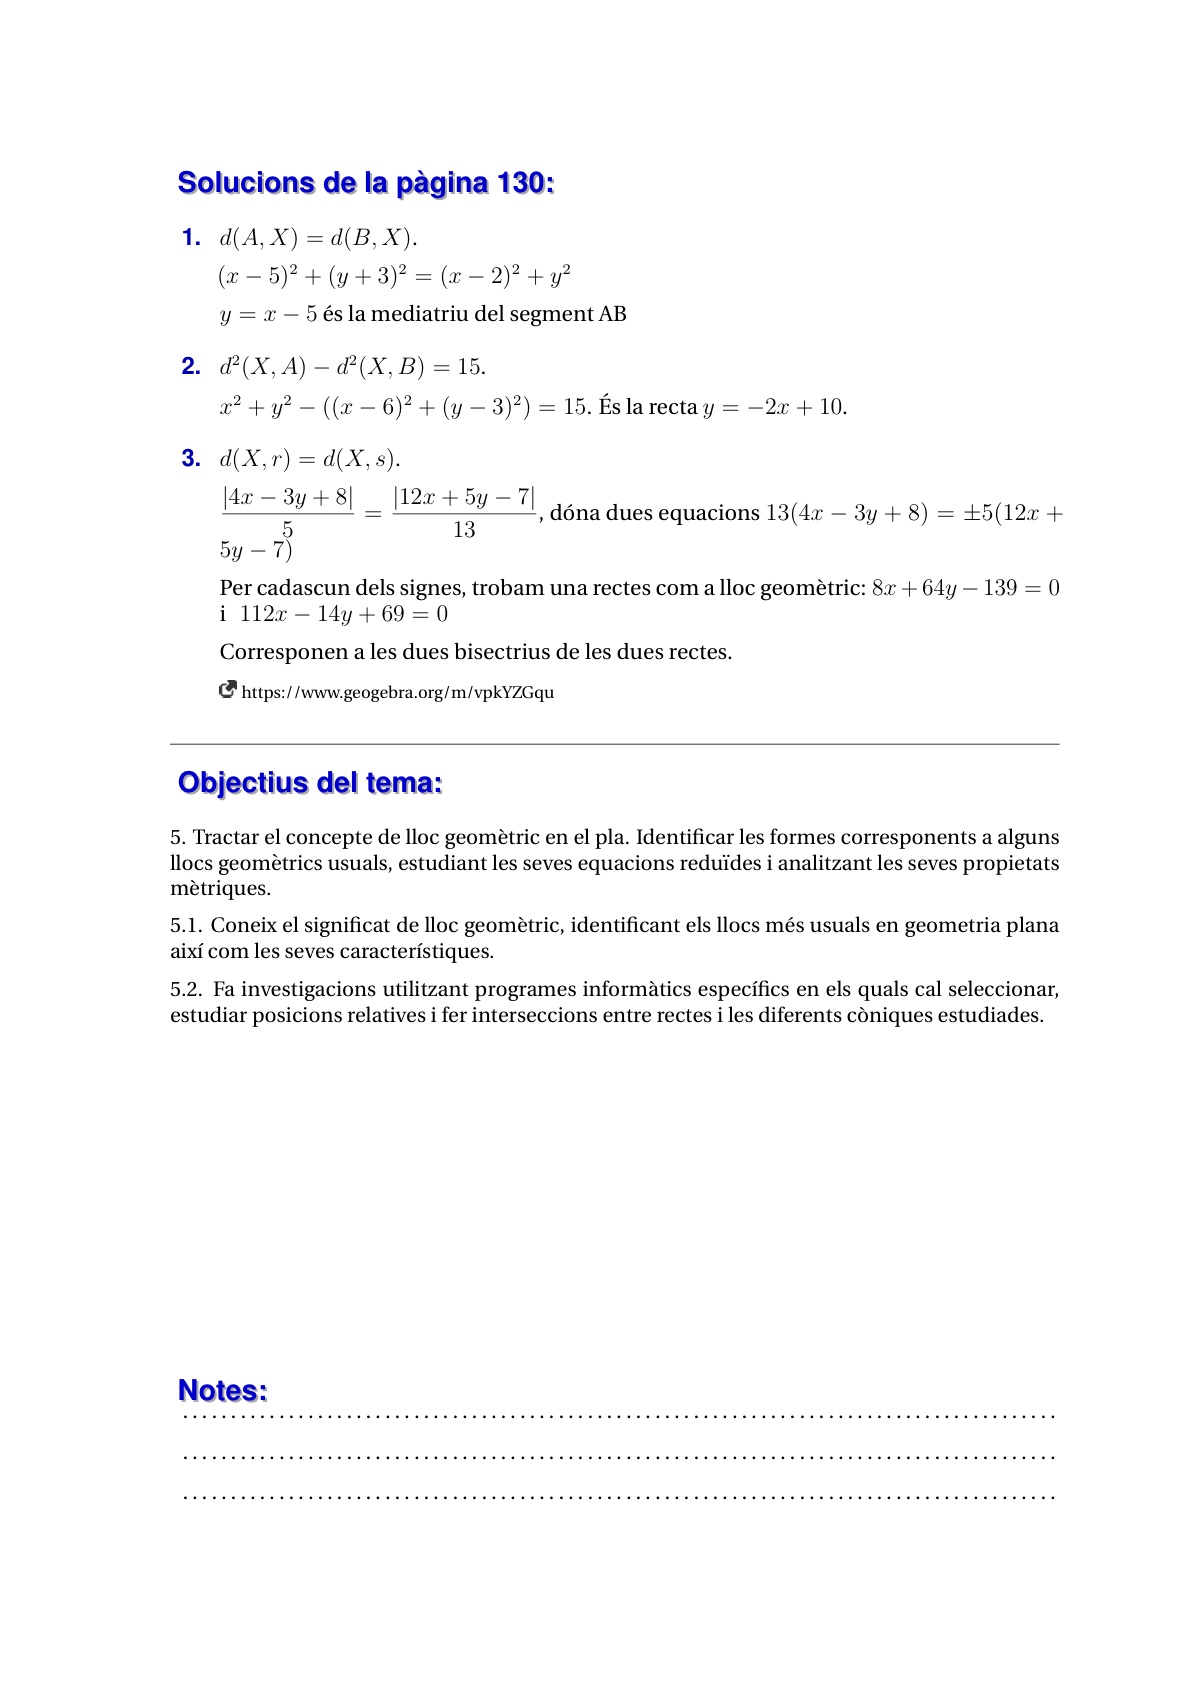 Solucions de la pàgina 130:
1. d(A, X) = d(B, X).
(x − 5)² + (y + 3)² = (x − 2)² + y²
y = x − 5 és la mediatriu del segment AB
2. d²(X, A) − d²(X, B) = 15.
x² + y² − ((x − 6)² + (y − 3)²) = 15. És la recta y = −2x + 10.
3. d(X, r) = d(X, s).
|4x − 3y + 8|/5 = |12x + 5y − 7|/13, dóna dues equacions 13(4x − 3y + 8) = ±5(12x +
5y − 7)
Per cadascun dels signes, trobam una rectes com a lloc geomètric: 8x + 64y − 139 = 0
i 112x − 14y + 69 = 0
Corresponen a les dues bisectrius de les dues rectes.
https://www.geogebra.org/m/vpkYZGqu
Objectius del tema:
5. Tractar el concepte de lloc geomètric en el pla. Identificar les formes corresponents a alguns
llocs geomètrics usuals, estudiant les seves equacions reduïdes i analitzant les seves propietats
mètriques.
5.1. Coneix el significat de lloc geomètric, identificant els llocs més usuals en geometria plana
així com les seves característiques.
5.2. Fa investigacions utilitzant programes informàtics específics en els quals cal seleccionar,
estudiar posicions relatives i fer interseccions entre rectes i les diferents còniques estudiades.
Notes: